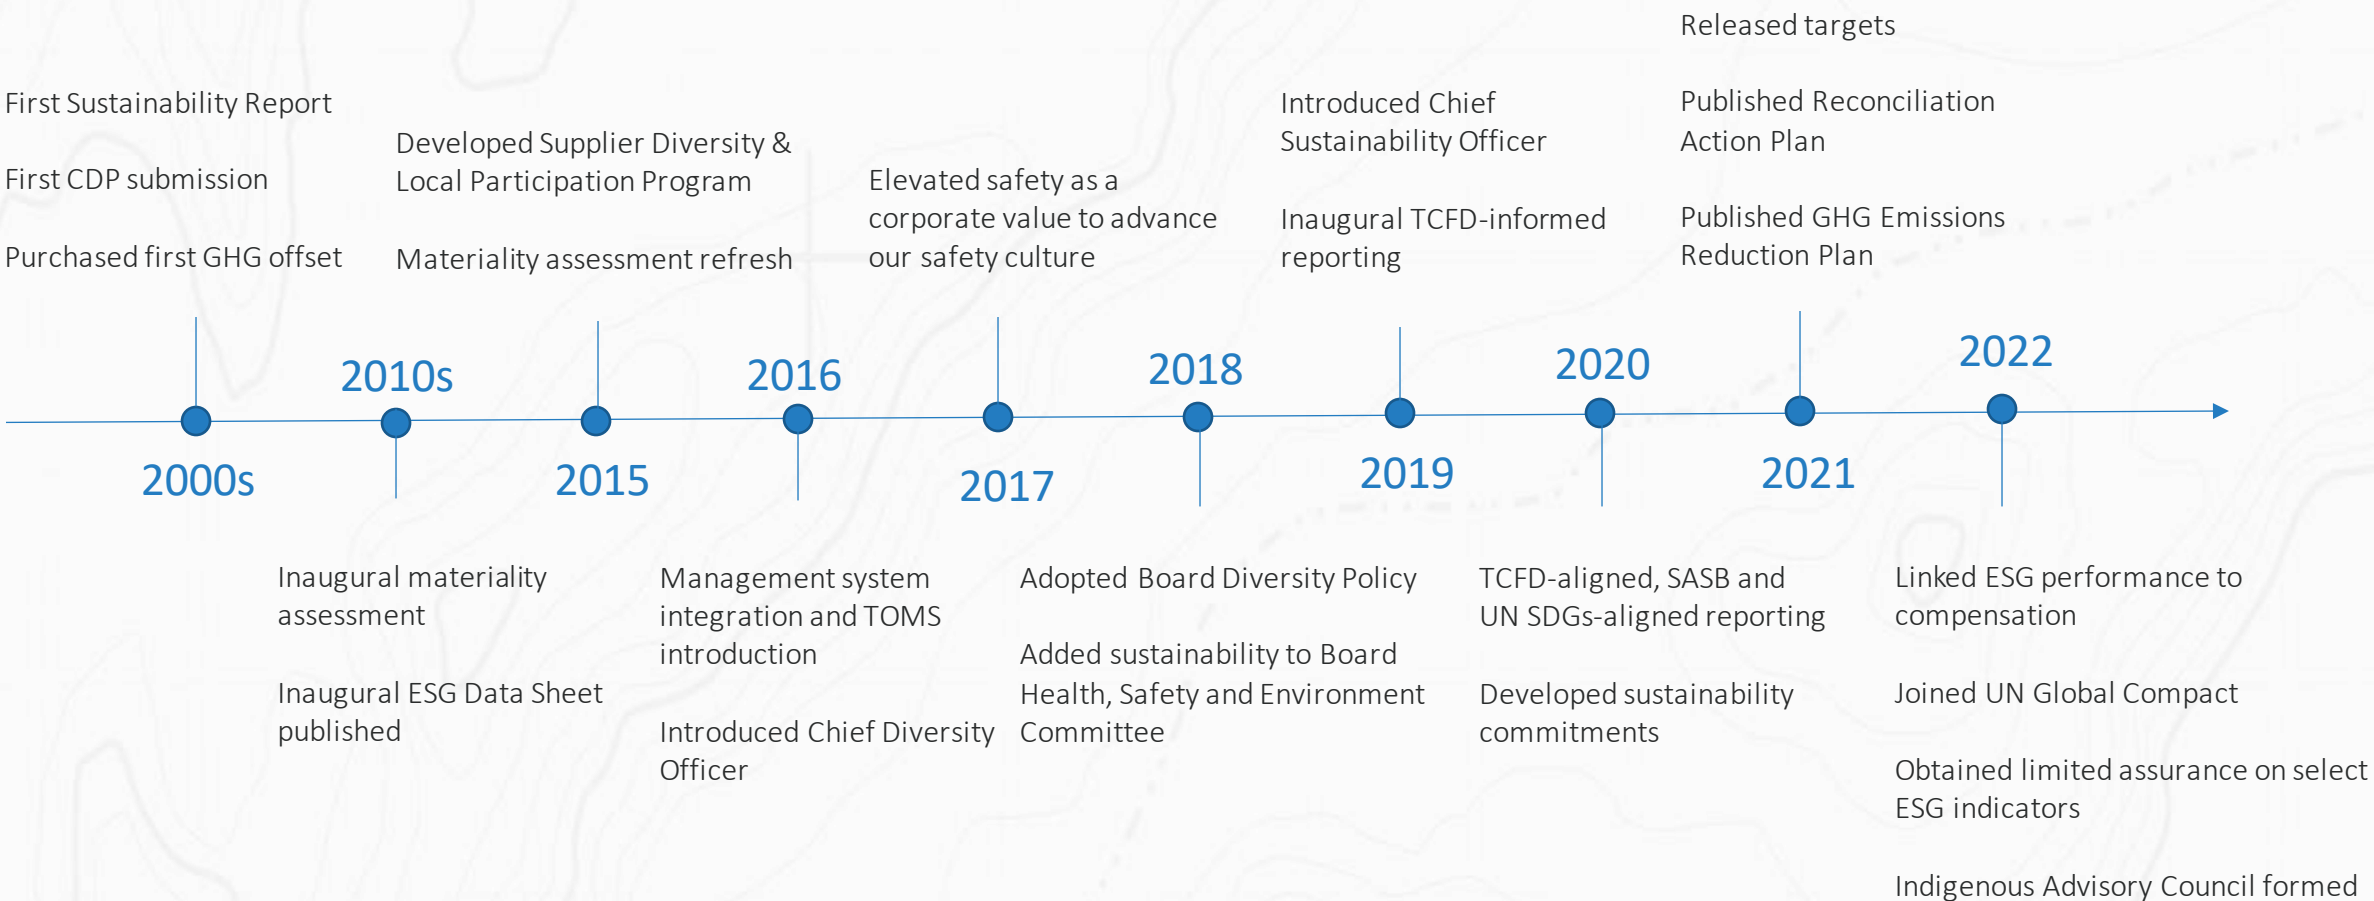 First Sustainability Report
First CDP submission
Purchased first GHG offset
2000s
2010s
Inaugural materiality
assessment
Inaugural ESG Data Sheet
published
Developed Supplier Diversity &
Local Participation Program
Materiality assessment refresh
2015
2016
Management system
integration and TOMS
introduction
Introduced Chief Diversity
Officer
Elevated safety as a
corporate value to advance
our safety culture
2017
2018
Adopted Board Diversity Policy
Added sustainability to Board
Health, Safety and Environment
Committee
Introduced Chief
Sustainability Officer
Inaugural TCFD-informed
reporting
2019
2020
TCFD-aligned, SASB and
UN SDGs-aligned reporting
Developed sustainability
commitments
Released targets
Published Reconciliation
Action Plan
Published GHG Emissions
Reduction Plan
2021
2022
Linked ESG performance to
compensation
Joined UN Global Compact
Obtained limited assurance on select
ESG indicators
Indigenous Advisory Council formed